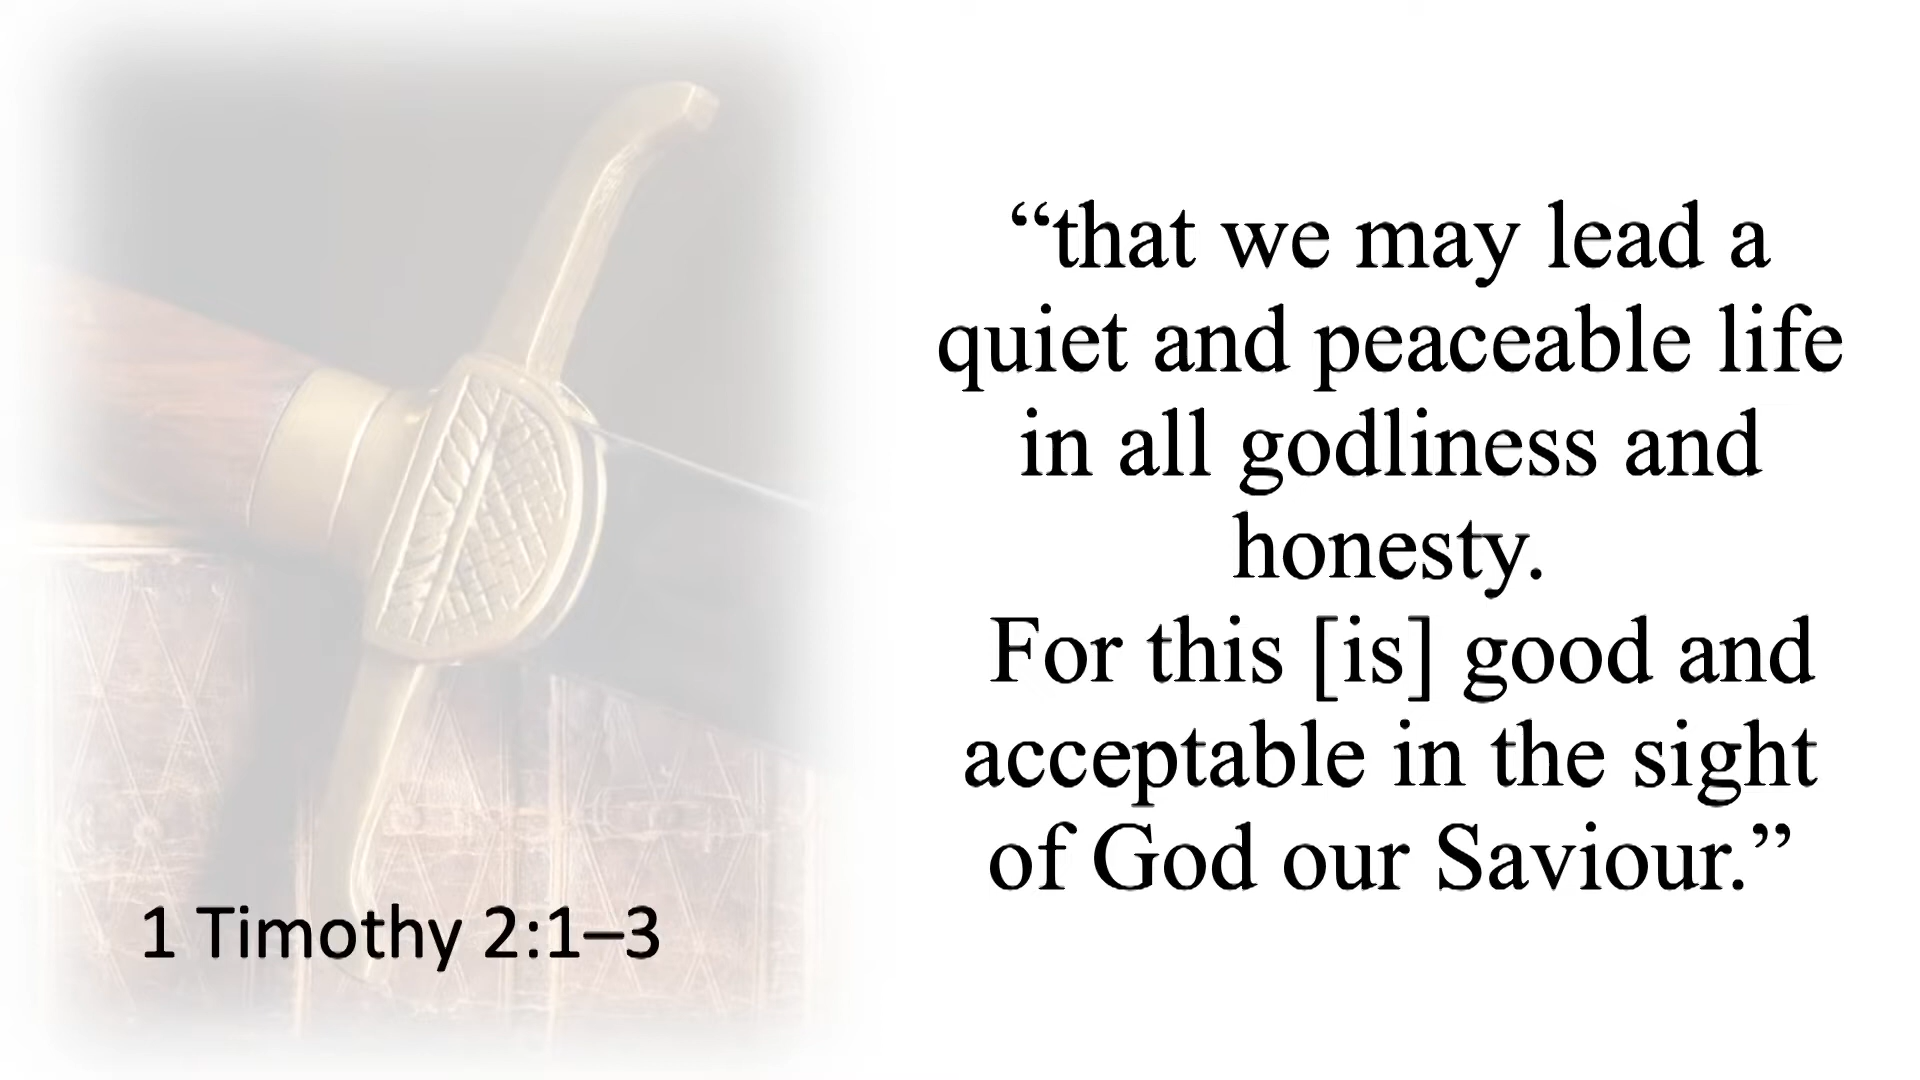 “that we may lead a
quiet and peaceable life
in all godliness and
honesty.
For this [is] good and
acceptable in the sight
of God our Saviour.”
1 Timothy 2:1–3